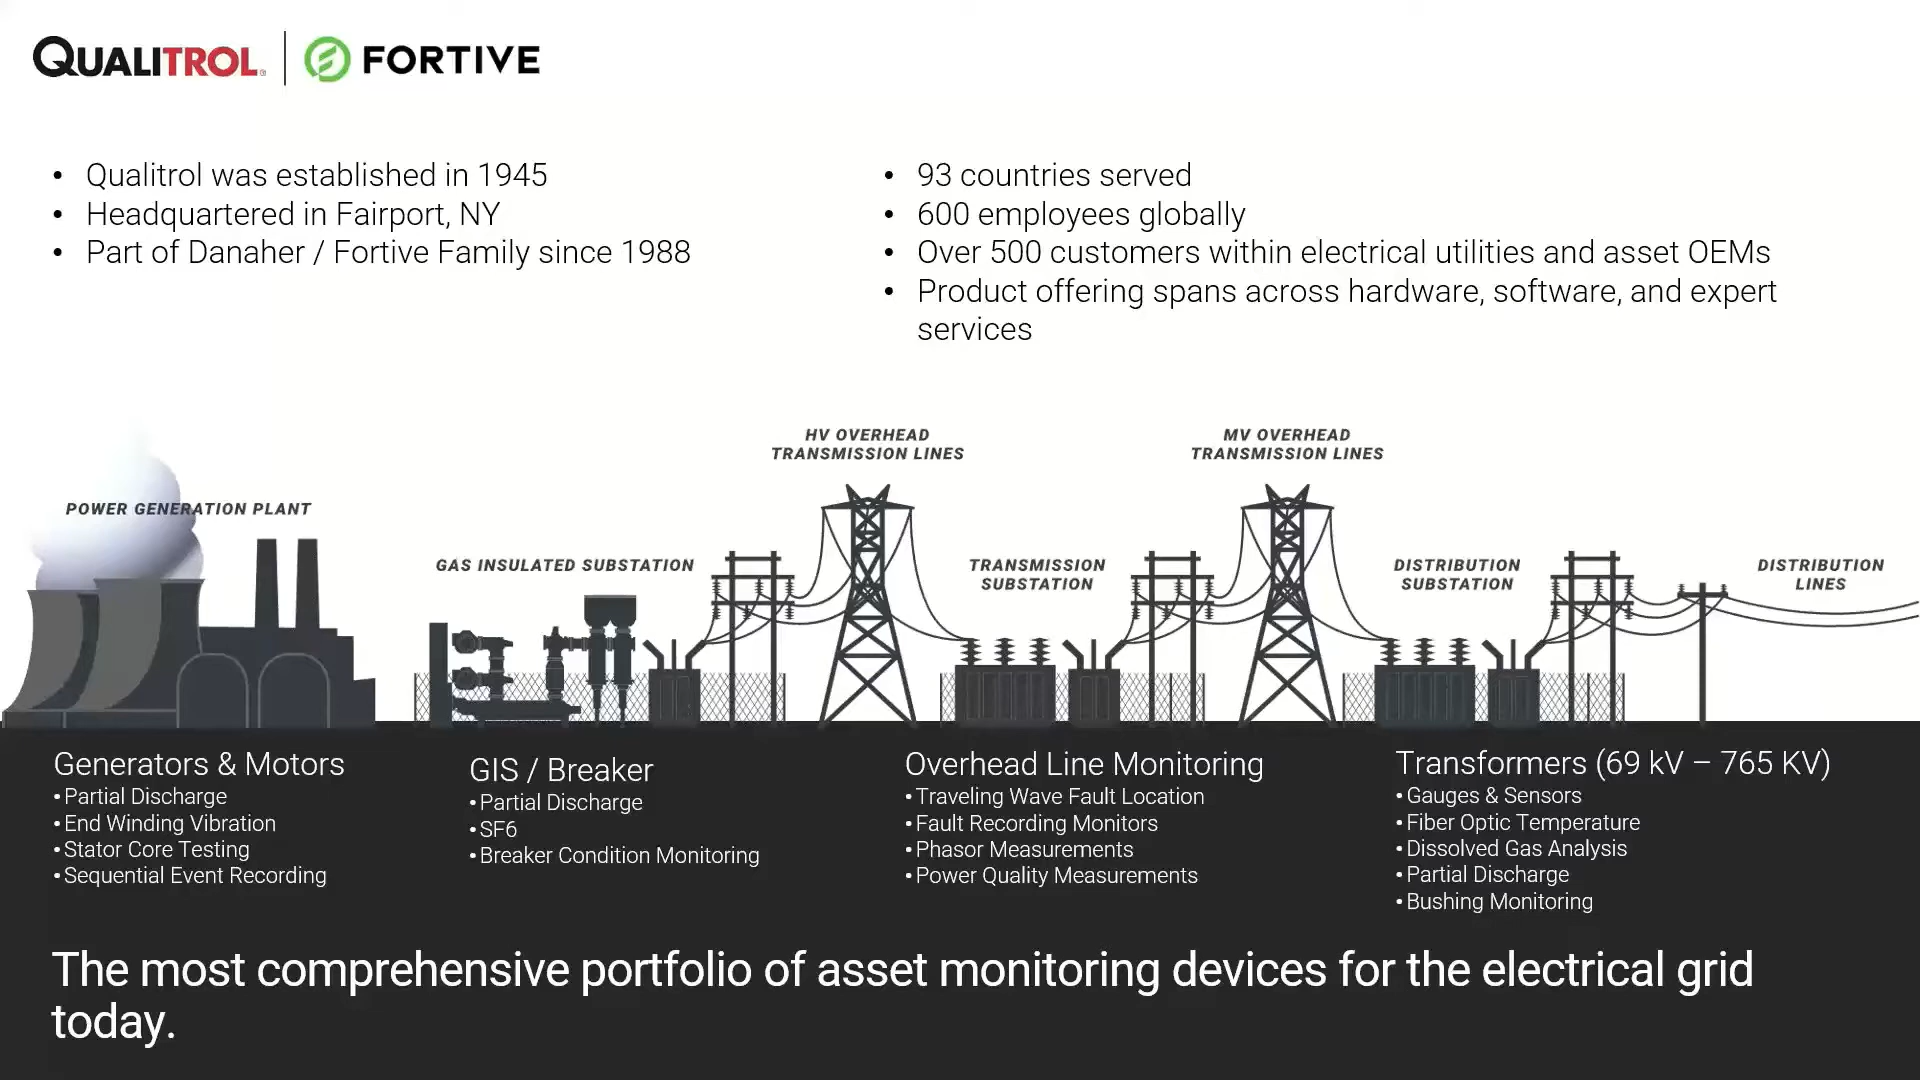 QUALITROL | FORTIVE
• Qualitrol was established in 1945
• Headquartered in Fairport, NY
• Part of Danaher / Fortive Family since 1988
• 93 countries served
• 600 employees globally
• Over 500 customers within electrical utilities and asset OEMs
• Product offering spans across hardware, software, and expert
services
POWER GENERATION PLANT
GAS INSULATED SUBSTATION
HV OVERHEAD
TRANSMISSION LINES
TRANSMISSION
SUBSTATION
MV OVERHEAD
TRANSMISSION LINES
DISTRIBUTION
SUBSTATION
DISTRIBUTION
LINES
Generators & Motors
• Partial Discharge
• End Winding Vibration
• Stator Core Testing
• Sequential Event Recording
GIS / Breaker
• Partial Discharge
• SF6
• Breaker Condition Monitoring
Overhead Line Monitoring
• Traveling Wave Fault Location
• Fault Recording Monitors
• Phasor Measurements
• Power Quality Measurements
Transformers (69 kV – 765 KV)
• Gauges & Sensors
• Fiber Optic Temperature
• Dissolved Gas Analysis
• Partial Discharge
• Bushing Monitoring
The most comprehensive portfolio of asset monitoring devices for the electrical grid
today.